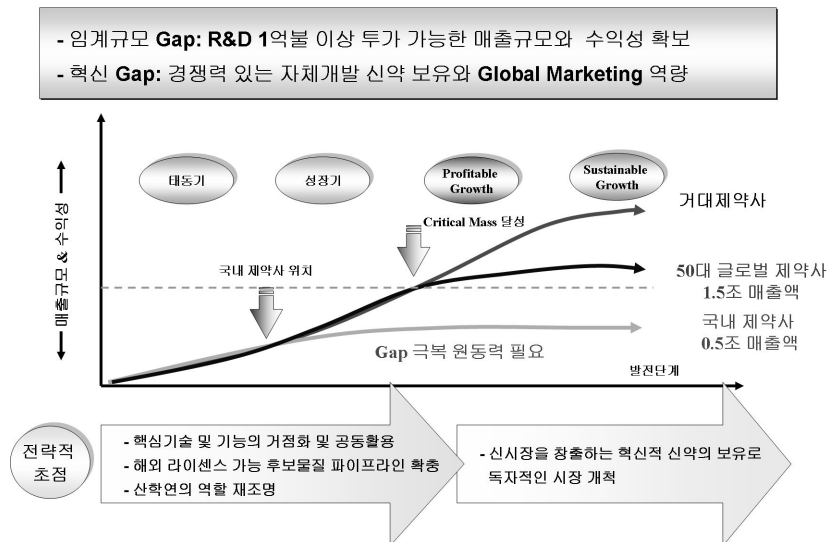 - 임계규모 Gap: R&D 1억불 이상 투가 가능한 매출규모와 수익성 확보
- 혁신 Gap: 경쟁력 있는 자체개발 신약 보유와 Global Marketing 역량
매출규모 & 수익성
태동기
성장기
Profitable
Growth
Sustainable
Growth
거대제약사
Critical Mass 달성
국내 제약사 위치
50대 글로벌 제약사
1.5조 매출액
국내 제약사
0.5조 매출액
Gap 극복 원동력 필요
발전단계
전략적
초점
- 핵심기술 및 기능의 거점화 및 공동활용
- 해외 라이센스 가능 후보물질 파이프라인 확충
- 산학연의 역할 재조명
- 신시장을 창출하는 혁신적 신약의 보유로
독자적인 시장 개척